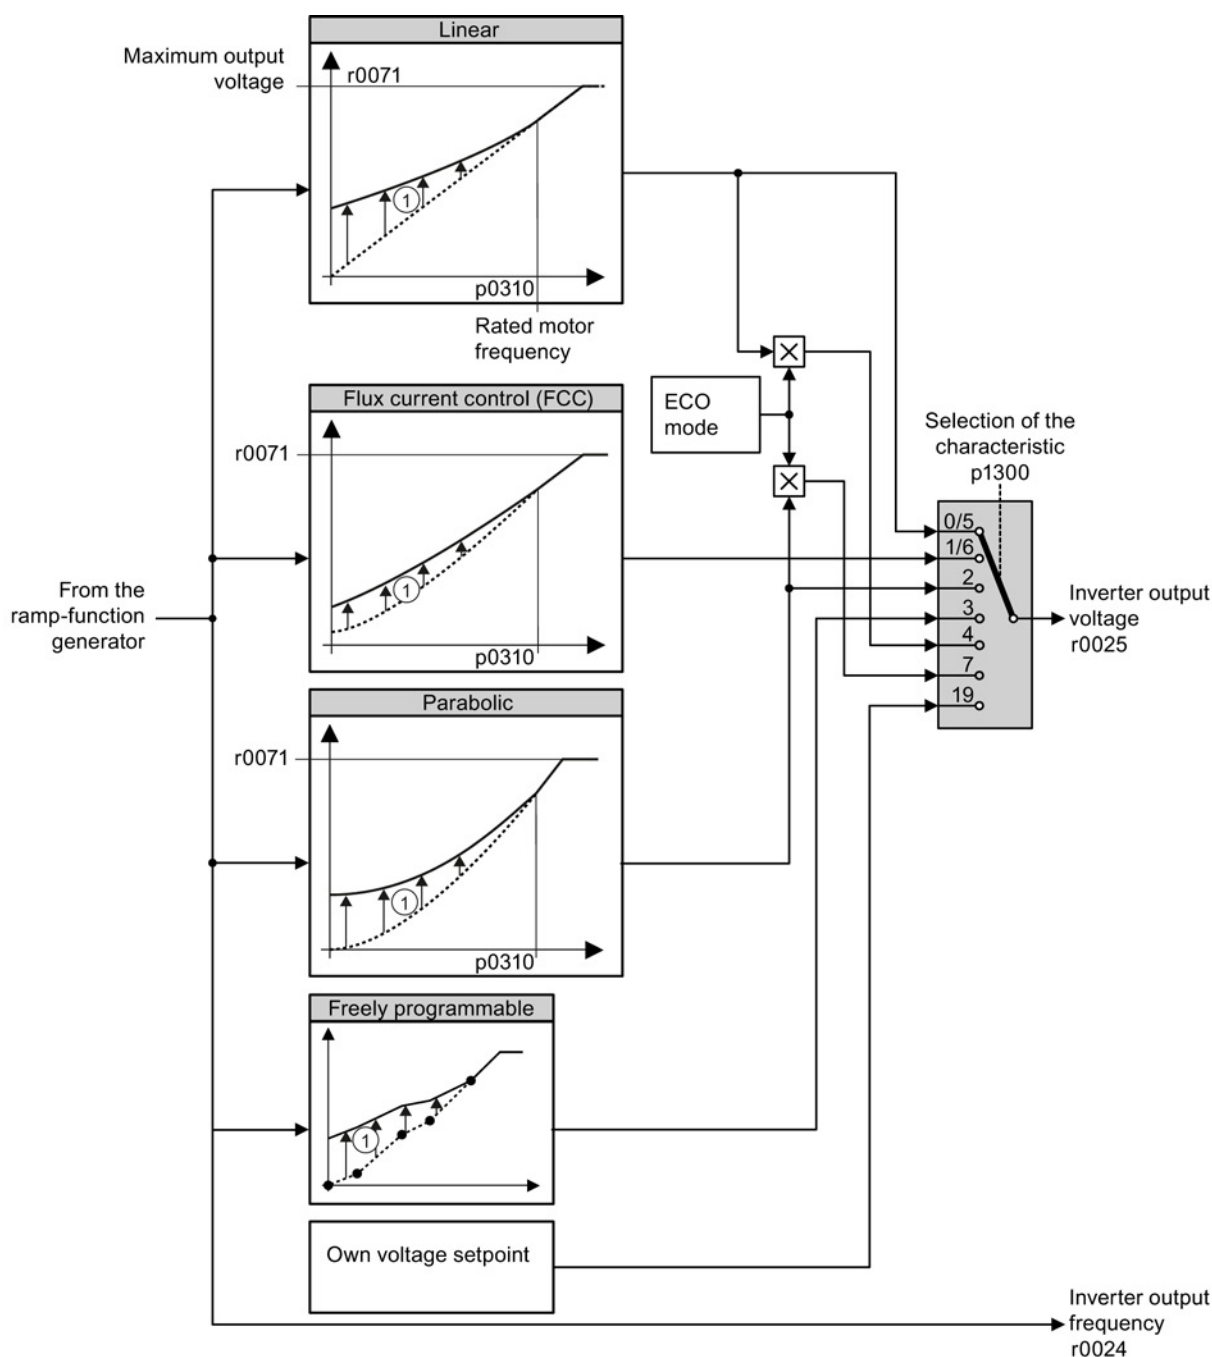 Linear
Maximum output
voltage
r0071
1
p0310
Rated motor
frequency
Flux current control (FCC)
r0071
1
p0310
ECO
mode
Selection of the
characteristic
p1300
0/5
1/6
2
3
4
7
19
From the
ramp-function
generator
Inverter output
voltage
r0025
Parabolic
r0071
1
p0310
Freely programmable
1
Own voltage setpoint
Inverter output
frequency
r0024